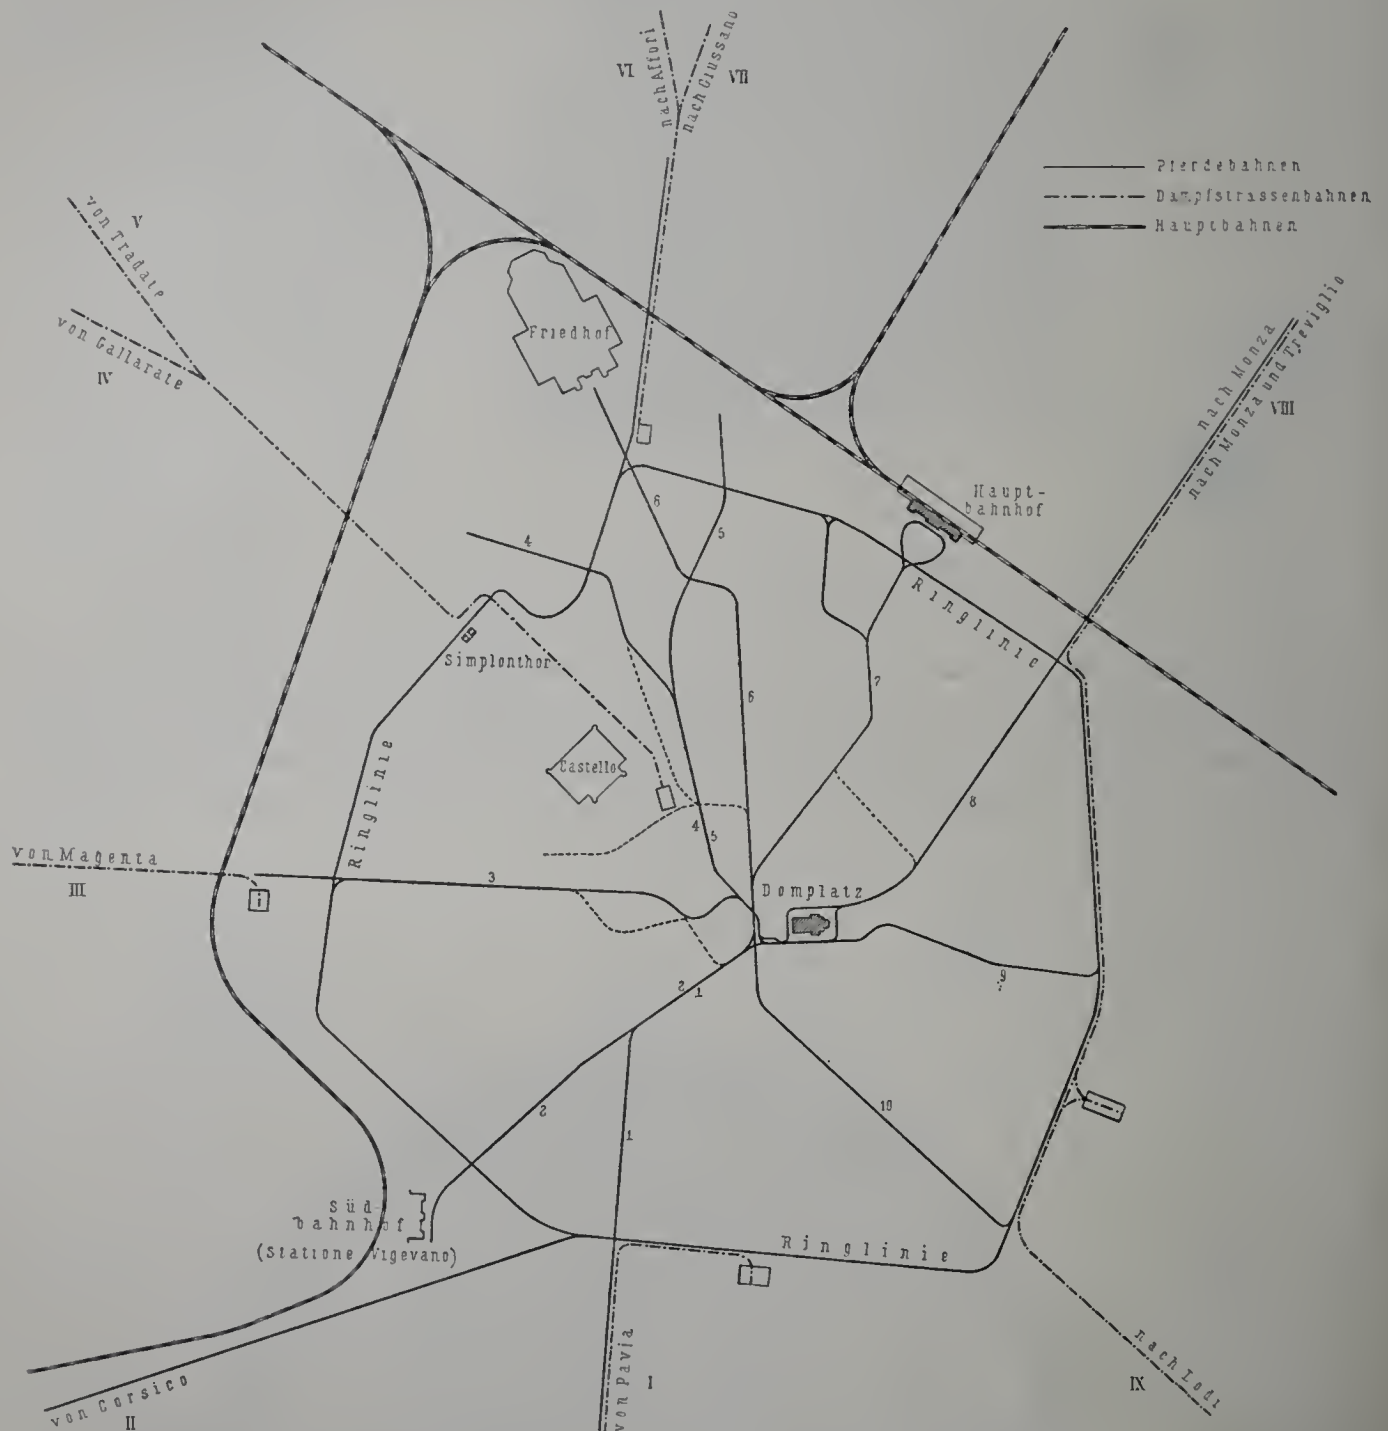 VI
nach Affori
nach Giussano
VII
Pferdebahnen
Dampfstrassenbahnen
Hauptbahnen
V
von Tradate
von Gallarate
IV
Friedhof
nach Monza
nach Monza und Treviglio
VIII
Haupt-
bahnhof
6
5
4
Ringlinie
Simplonthor
7
6
Castello
Ringlinie
8
4
5
von Magenta
III
3
Domplatz
9
2
1
10
2
1
Süd-
bahnhof
(Statione Vigevano)
Ringlinie
von Corsico
II
von Pavia
I
nach Lodi
IX